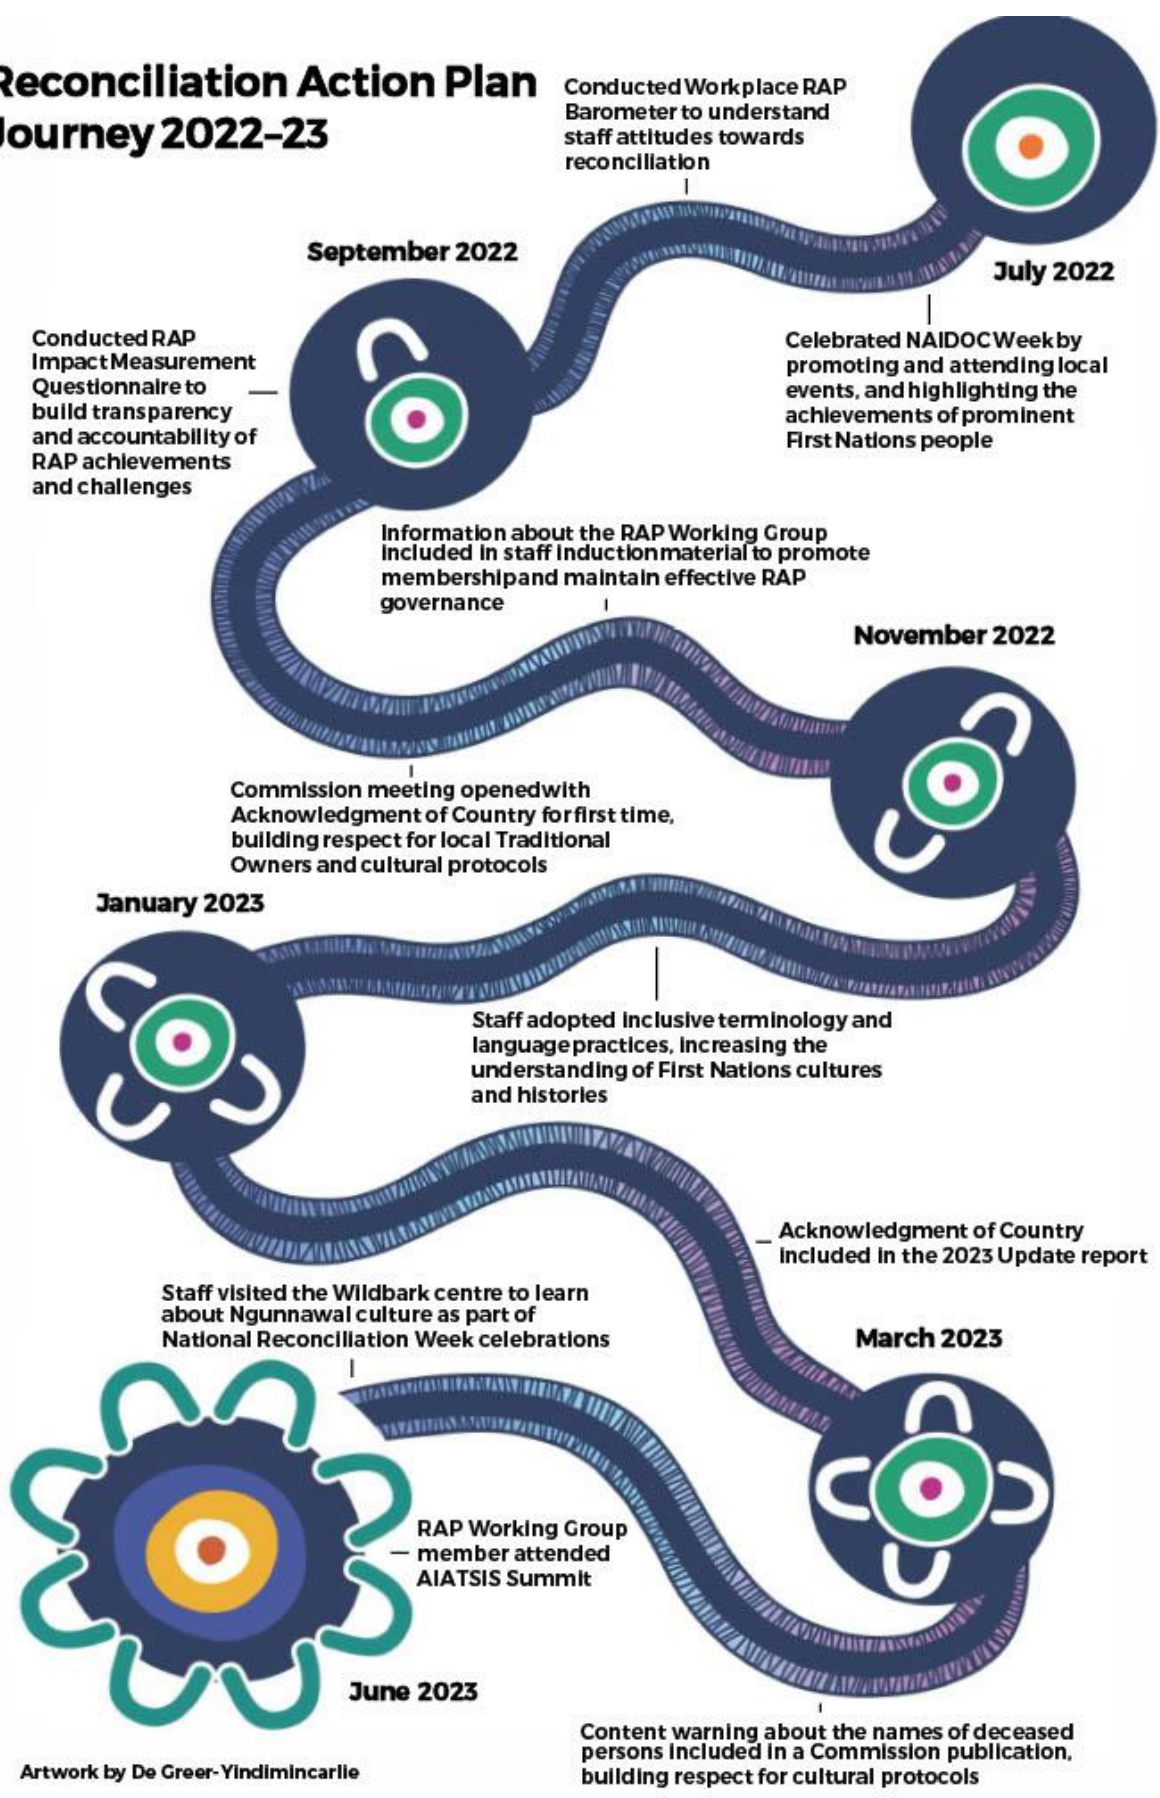 Reconciliation Action Plan
Journey 2022–23
Conducted Workplace RAP
Barometer to understand
staff attitudes towards
reconciliation
July 2022
Celebrated NAIDOC Week by
promoting and attending local
events, and highlighting the
achievements of prominent
First Nations people
September 2022
Conducted RAP
Impact Measurement
Questionnaire to
build transparency
and accountability of
RAP achievements
and challenges
Information about the RAP Working Group
included in staff induction material to promote
membership and maintain effective RAP
governance
November 2022
Commission meeting opened with
Acknowledgment of Country for first time,
building respect for local Traditional
Owners and cultural protocols
January 2023
Staff adopted inclusive terminology and
language practices, increasing the
understanding of First Nations cultures
and histories
Acknowledgment of Country
included in the 2023 Update report
March 2023
Staff visited the Wildbark centre to learn
about Ngunnawal culture as part of
National Reconciliation Week celebrations
RAP Working Group
member attended
AIATSIS Summit
June 2023
Content warning about the names of deceased
persons included in a Commission publication,
building respect for cultural protocols
Artwork by De Greer-Yindimincarlie